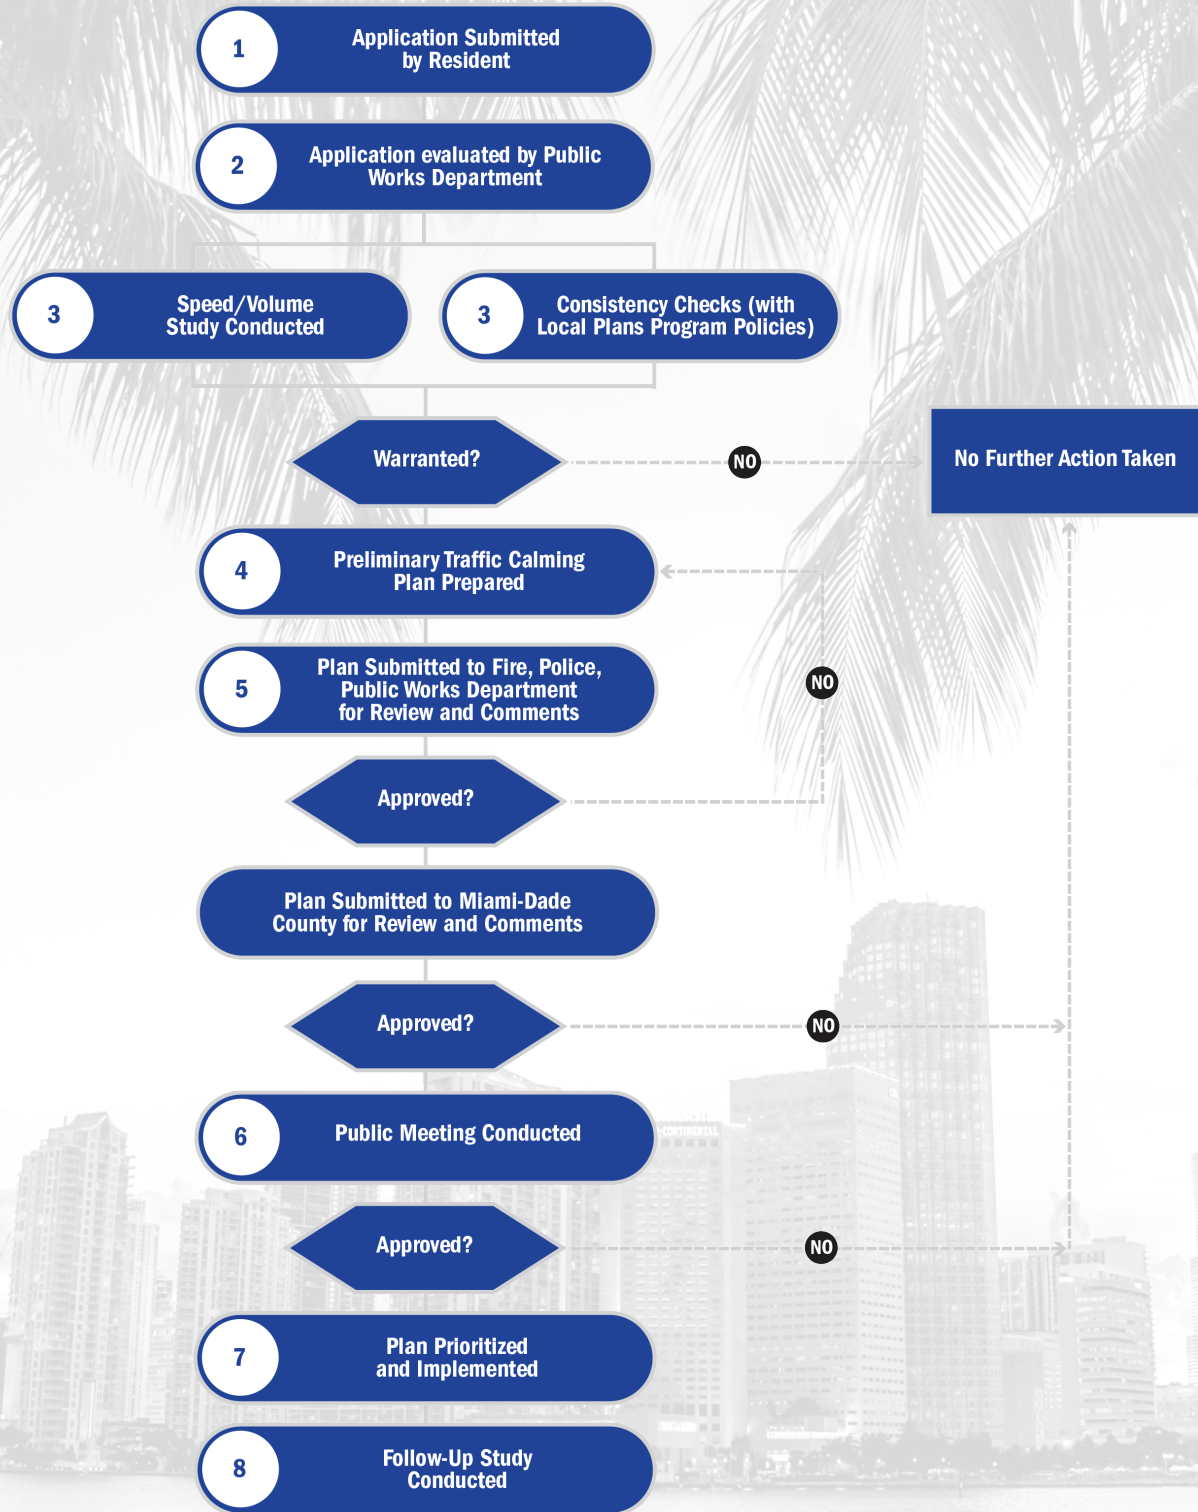 1
Application Submitted
by Resident
2
Application evaluated by Public
Works Department
3
Speed/Volume
Study Conducted
3
Consistency Checks (with
Local Plans Program Policies)
Warranted?
NO
No Further Action Taken
4
Preliminary Traffic Calming
Plan Prepared
5
Plan Submitted to Fire, Police,
Public Works Department
for Review and Comments
NO
Approved?
Plan Submitted to Miami-Dade
County for Review and Comments
Approved?
NO
6
Public Meeting Conducted
-CONTINENTAL
Approved?
NO
7
Plan Prioritized
and Implemented
8
Follow-Up Study
Conducted